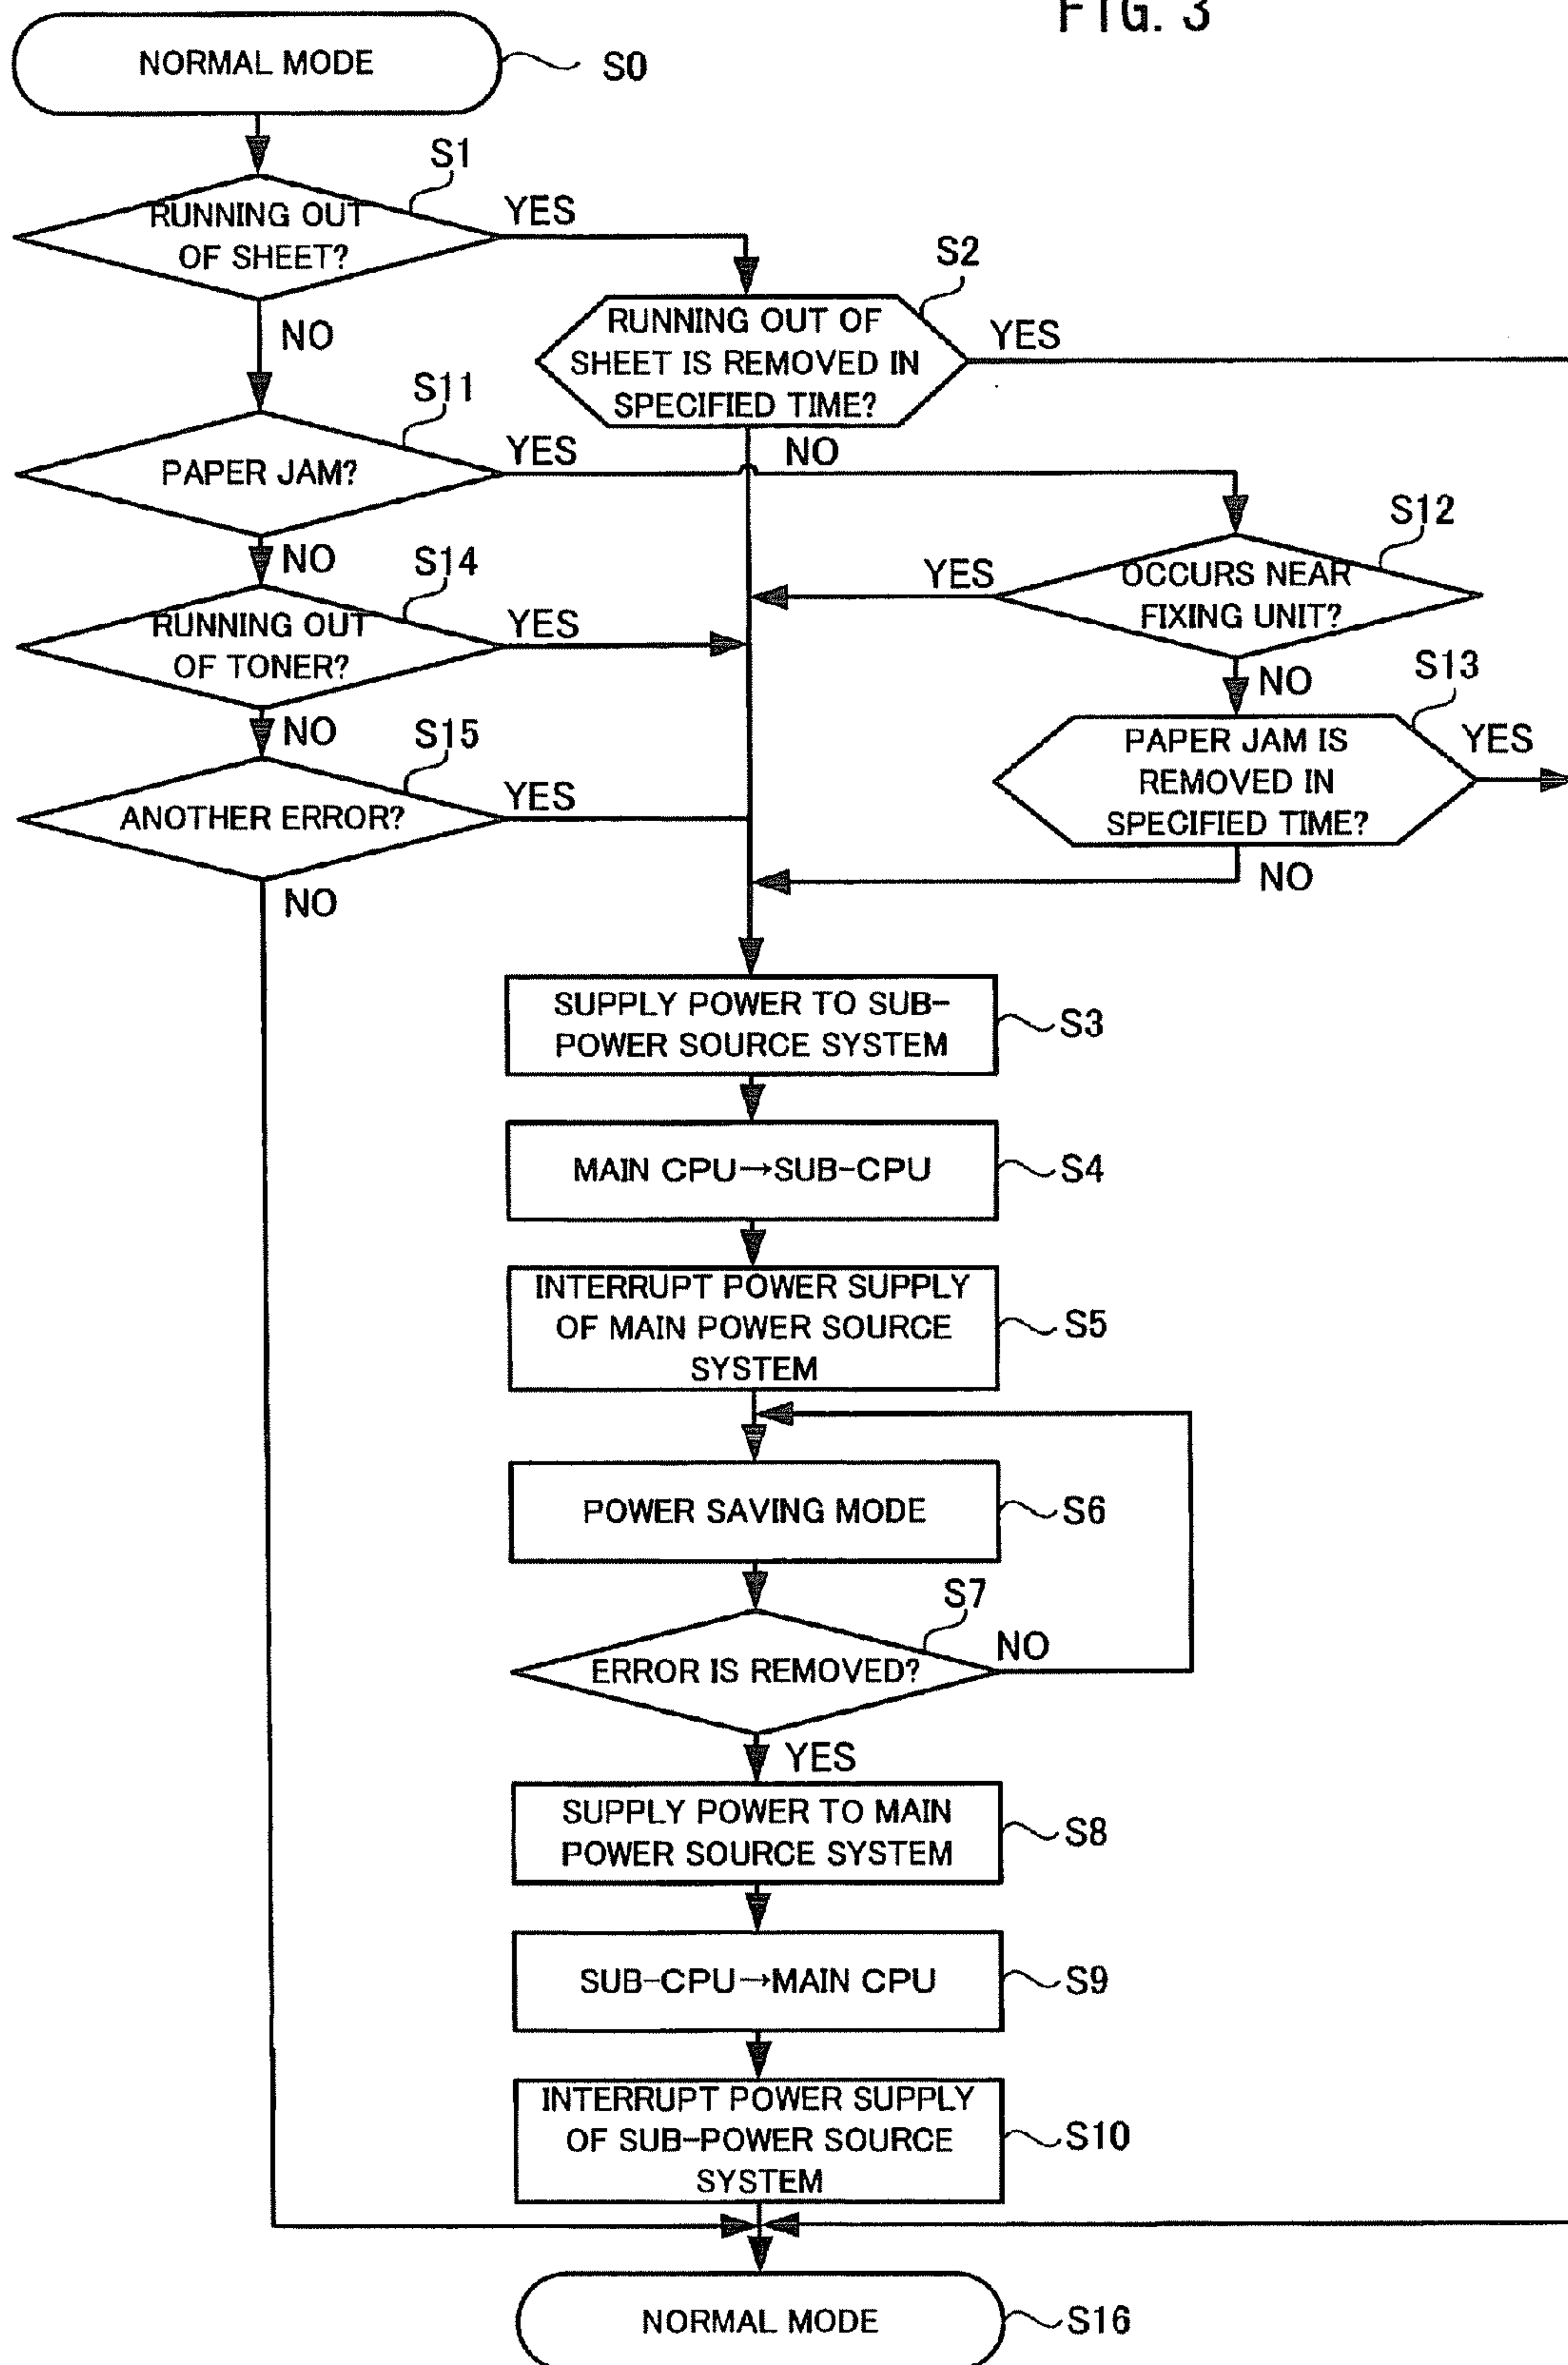 FIG. 3
NORMAL MODE
S0
S1
RUNNING OUT
OF SHEET?
YES
NO
S2
RUNNING OUT OF
SHEET IS REMOVED IN
SPECIFIED TIME?
YES
NO
S11
PAPER JAM?
YES
NO
S12
OCCURS NEAR
FIXING UNIT?
YES
NO
S14
RUNNING OUT
OF TONER?
YES
NO
S13
PAPER JAM IS
REMOVED IN
SPECIFIED TIME?
YES
NO
S15
ANOTHER ERROR?
YES
NO
SUPPLY POWER TO SUB-
POWER SOURCE SYSTEM
S3
MAIN CPU→SUB-CPU
S4
INTERRUPT POWER SUPPLY
OF MAIN POWER SOURCE
SYSTEM
S5
POWER SAVING MODE
S6
S7
ERROR IS REMOVED?
NO
YES
SUPPLY POWER TO MAIN
POWER SOURCE SYSTEM
S8
SUB-CPU→MAIN CPU
S9
INTERRUPT POWER SUPPLY
OF SUB-POWER SOURCE
SYSTEM
S10
NORMAL MODE
S16